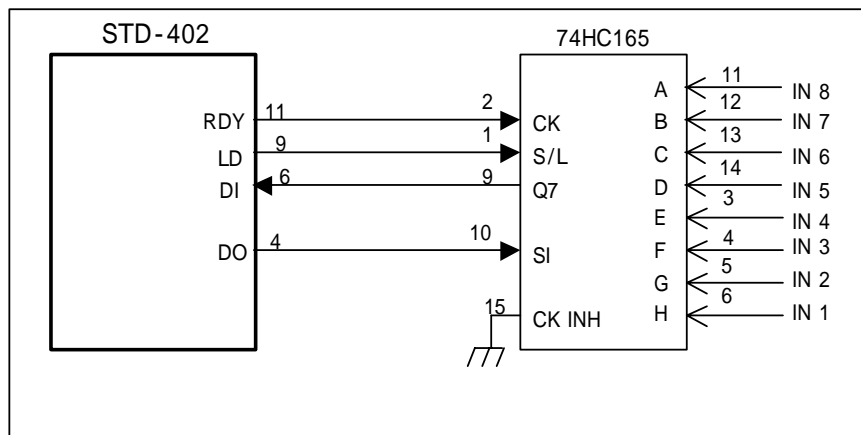 STD-402
74HC165
RDY 11 2 CK
LD 9 1 S/L
DI 6 9 Q7
DO 4 10 SI
15 CK INH
A 11 IN 8
B 12 IN 7
C 13 IN 6
D 14 IN 5
E 3 IN 4
F 4 IN 3
G 5 IN 2
H 6 IN 1